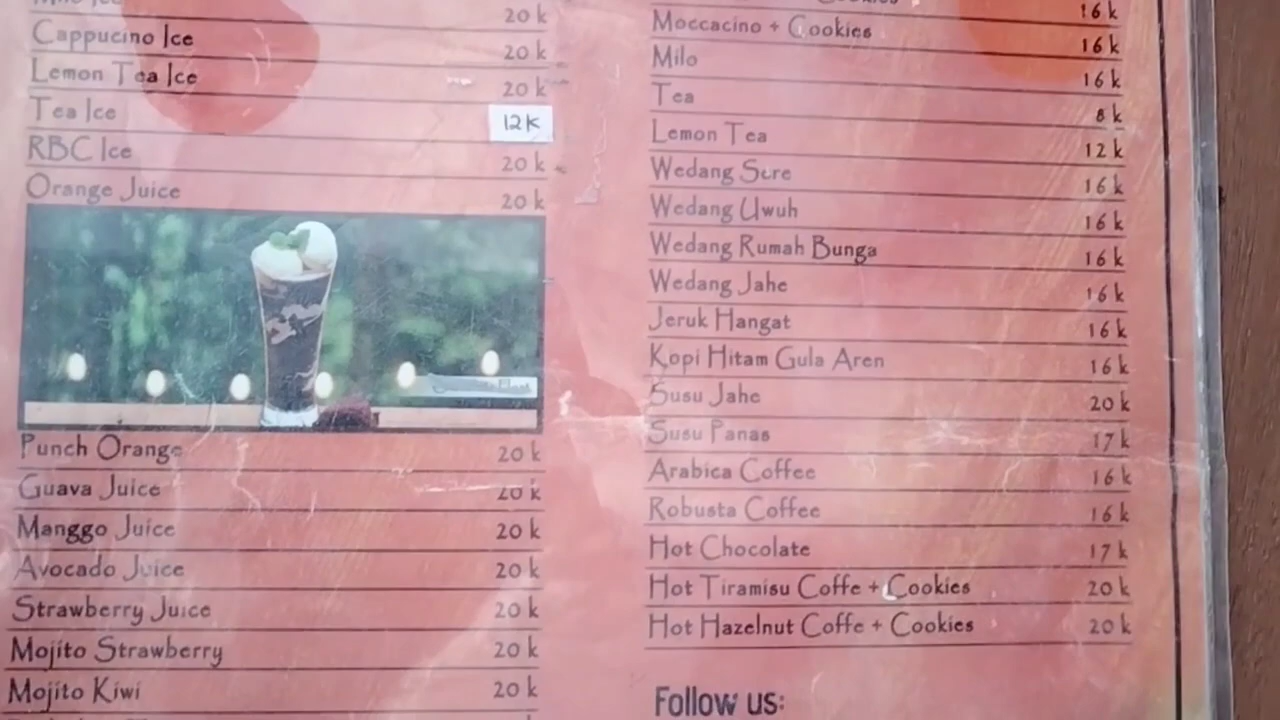 Milo Ice 20 k
Cappucino Ice 20 k
Lemon Tea Ice 20 k
Tea Ice 12K
RBC Ice 20 k
Orange Juice 20 k
Punch Orange 20 k
Guava Juice 20 k
Manggo Juice 20 k
Avocado Juice 20 k
Strawberry Juice 20 k
Mojito Strawberry 20 k
Mojito Kiwi 20 k
Cookies 16 k
Moccacino + Cookies 16 k
Milo 16 k
Tea 8 k
Lemon Tea 12 k
Wedang Sere 16 k
Wedang Uwuh 16 k
Wedang Rumah Bunga 16 k
Wedang Jahe 16 k
Jeruk Hangat 16 k
Kopi Hitam Gula Aren 16 k
Susu Jahe 20 k
Susu Panas 17 k
Arabica Coffee 16 k
Robusta Coffee 16 k
Hot Chocolate 17 k
Hot Tiramisu Coffe + Cookies 20 k
Hot Hazelnut Coffe + Cookies 20 k
Follow us: